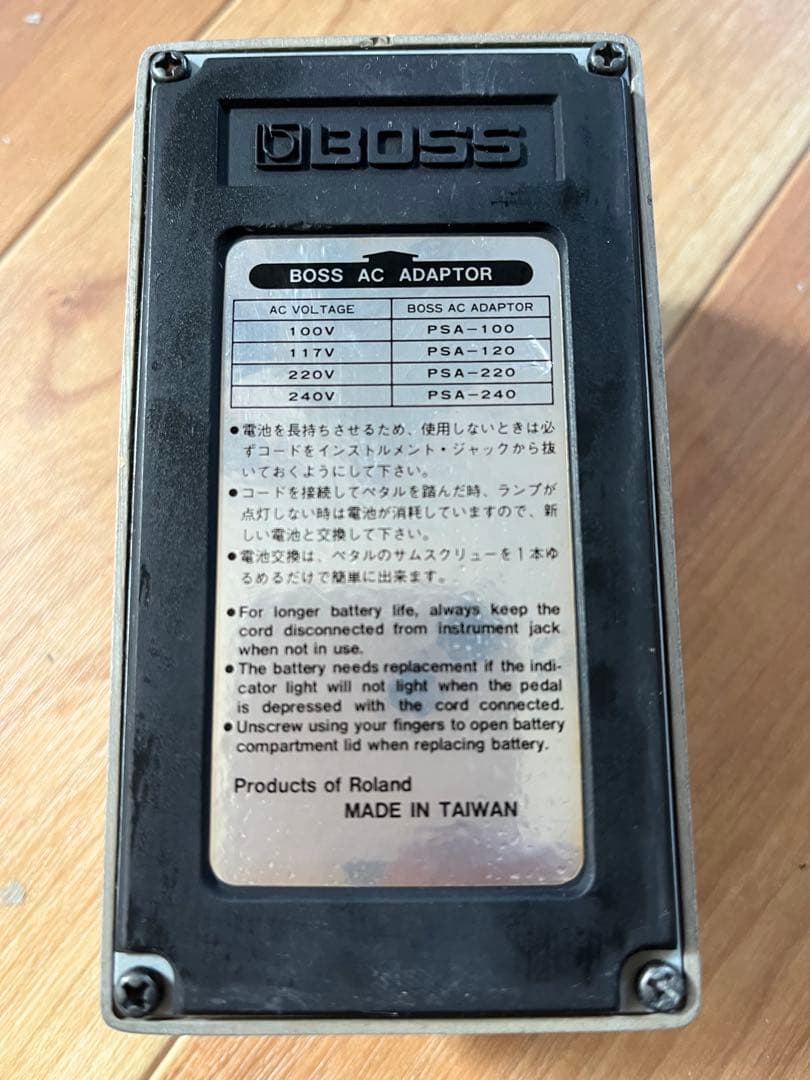 BOSS
BOSS AC ADAPTOR
AC VOLTAGE BOSS AC ADAPTOR
100V PSA-100
117V PSA-120
220V PSA-220
240V PSA-240
●電池を長持ちさせるため、使用しないときは必
ずコードをインストルメント・ジャックから抜
いておくようにして下さい。
●コードを接続してペタルを踏んだ時、ランプが
点灯しない時は電池が消耗していますので、新
しい電池と交換して下さい。
●電池交換は、ペタルのサムスクリューを1本ゆ
るめるだけで簡単に出来ます。
●For longer battery life, always keep the
cord disconnected from instrument jack
when not in use.
●The battery needs replacement if the indi-
cator light will not light when the pedal
is depressed with the cord connected.
●Unscrew using your fingers to open battery
compartment lid when replacing battery.
Products of Roland
MADE IN TAIWAN